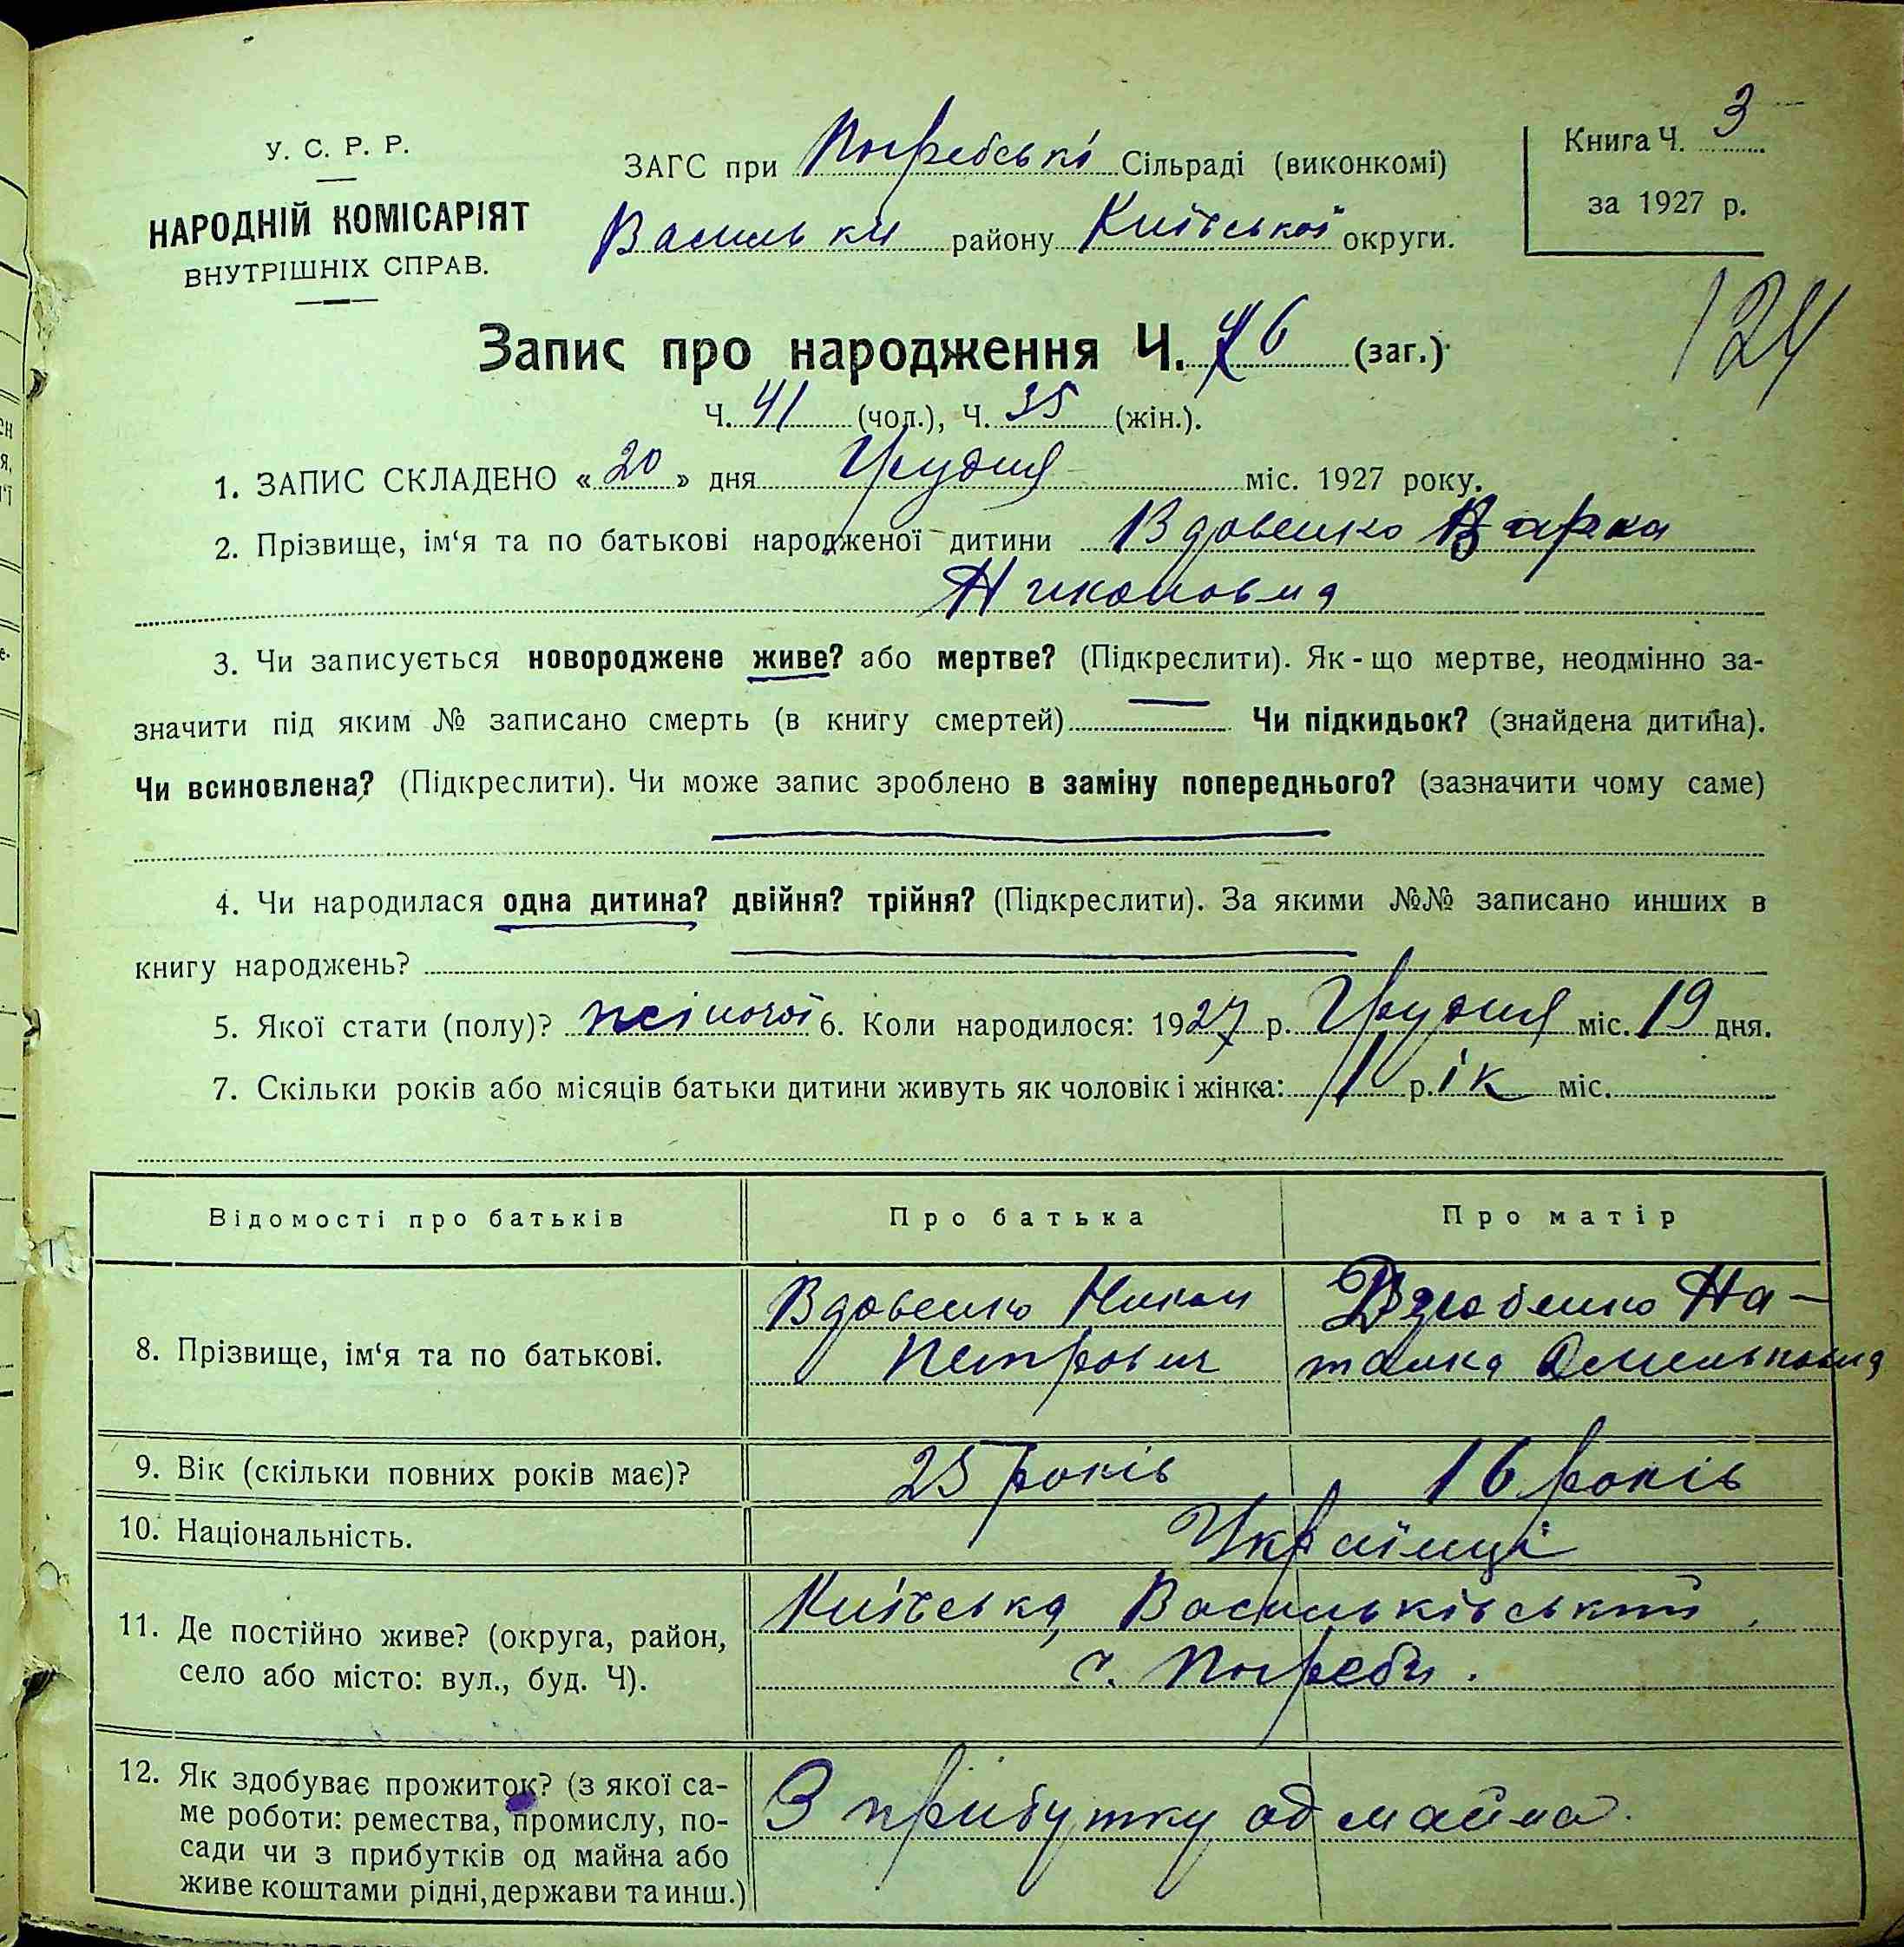 У. С. Р. Р.
НАРОДНІЙ КОМІСАРІЯТ
ВНУТРІШНІХ СПРАВ.
ЗАГС при Погребські Сільраді (виконкомі)
Василькі району Київської округи.
Книга Ч. 3
за 1927 р.
124
Запис про народження Ч. 76 (заг.)
Ч. 41 (чол.), Ч. 35 (жін.).
1. ЗАПИС СКЛАДЕНО «20» дня Грудня міс. 1927 року.
2. Прізвище, ім‘я та по батькові народженої дитини Вдовенко Варка
Никоновна
3. Чи записується новороджене живе? або мертве? (Підкреслити). Як-що мертве, неодмінно за-
значити під яким № записано смерть (в книгу смертей) Чи підкидьок? (знайдена дитина).
Чи всиновлена? (Підкреслити). Чи може запис зроблено в заміну попереднього? (зазначити чому саме)
4. Чи народилася одна дитина? двійня? трійня? (Підкреслити). За якими №№ записано инших в
книгу народжень?
5. Якої стати (полу)? жіночої 6. Коли народилося: 1927 р. Грудня міс. 19 дня.
7. Скільки років або місяців батьки дитини живуть як чоловік і жінка: 1 р.ік міс.
Відомості про батьків Про батька Про матір
8. Прізвище, ім‘я та по батькові.
Вдовенко Никон
Петрович
Вдовенко На-
талка Омельковна
9. Вік (скільки повних років має)? 25 років 16 років
10. Національність. Українці
11. Де постійно живе? (округа, район,
село або місто: вул., буд. Ч).
Київська, Васильківський,
с. Погреби.
12. Як здобуває прожиток? (з якої са-
ме роботи: ремества, промислу, по-
сади чи з прибутків од майна або
живе коштами рідні, держави та инш.)
З прибутку од майна.